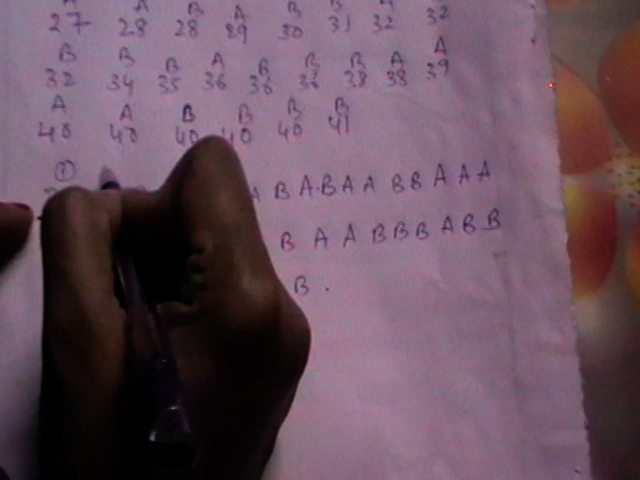 A B A B B A
27 28 28 29 30 31 32 32
B B B A B B B A A
32 34 35 36 36 36 38 38 39
A A B B B B
40 40 40 40 40 41
1
A B A B A A B B A A A
B A A B B B A B B
B .